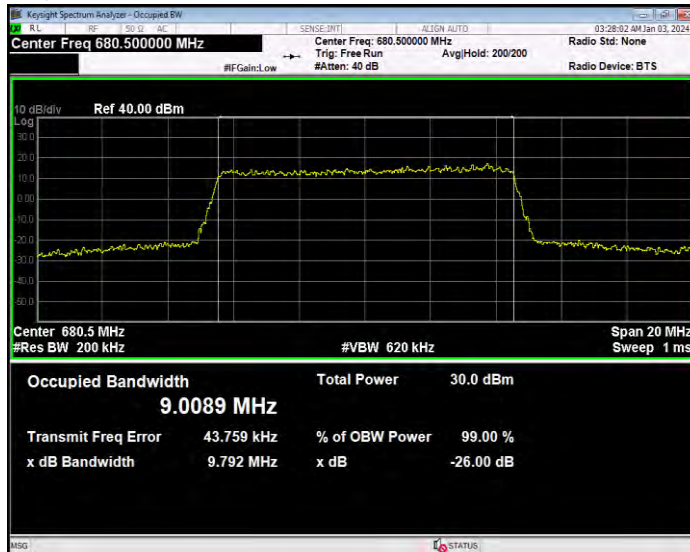 Keysight Spectrum Analyzer - Occupied BW
RL RF 50 Ω AC SENSE:INT ALIGN AUTO 03:28:02 AM Jan 03, 2024
Center Freq 680.500000 MHz
Center Freq: 680.500000 MHz
Radio Std: None
Trig: Free Run
Avg|Hold: 200/200
#IFGain:Low
#Atten: 40 dB
Radio Device: BTS
10 dB/div Ref 40.00 dBm
Log
30.0
20.0
10.0
0.00
-10.0
-20.0
-30.0
-40.0
-50.0
Center 680.5 MHz Span 20 MHz
#Res BW 200 kHz #VBW 620 kHz Sweep 1 ms
Occupied Bandwidth Total Power 30.0 dBm
9.0089 MHz
Transmit Freq Error 43.759 kHz % of OBW Power 99.00 %
x dB Bandwidth 9.792 MHz x dB -26.00 dB
MSG STATUS